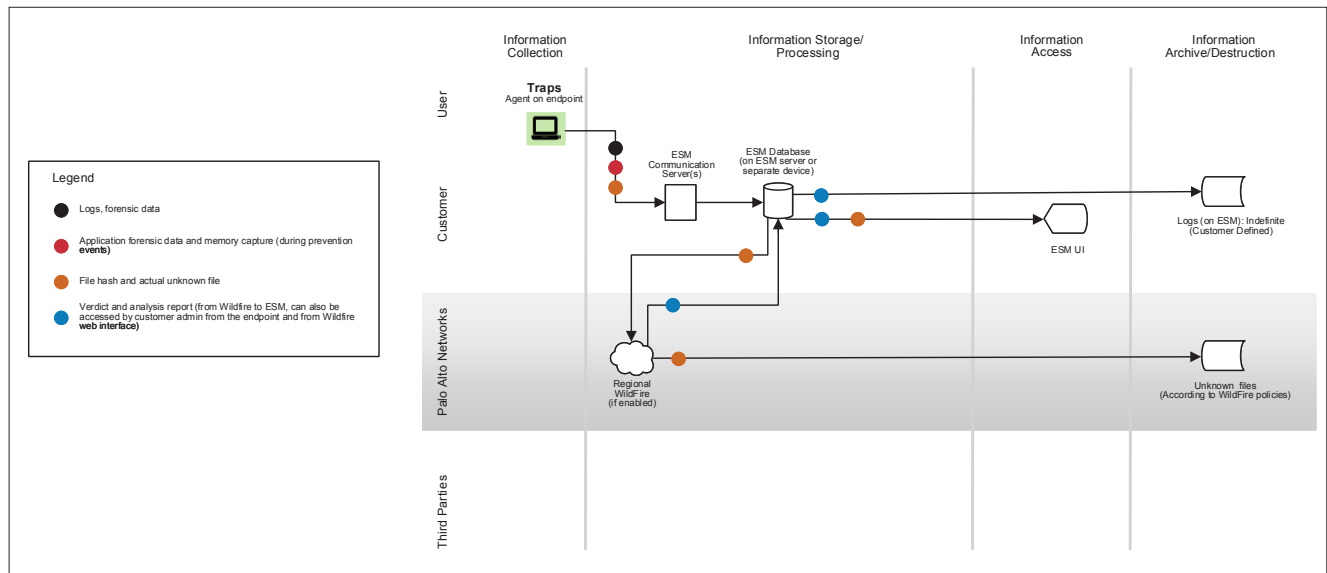 Information
Collection
Information Storage/
Processing
Information
Access
Information
Archive/Destruction
User
Traps
Agent on endpoint
Legend
Logs, forensic data
Application forensic data and memory capture (during prevention
events)
File hash and actual unknown file
Verdict and analysis report (from Wildfire to ESM, can also be
accessed by customer admin from the endpoint and from Wildfire
web interface)
Customer
ESM
Communication
Server(s)
ESM Database
(on ESM server or
separate device)
ESM UI
Logs (on ESM): Indefinite
(Customer Defined)
Palo Alto Networks
Regional
WildFire
(if enabled)
Unknown files
(According to WildFire policies)
Third Parties